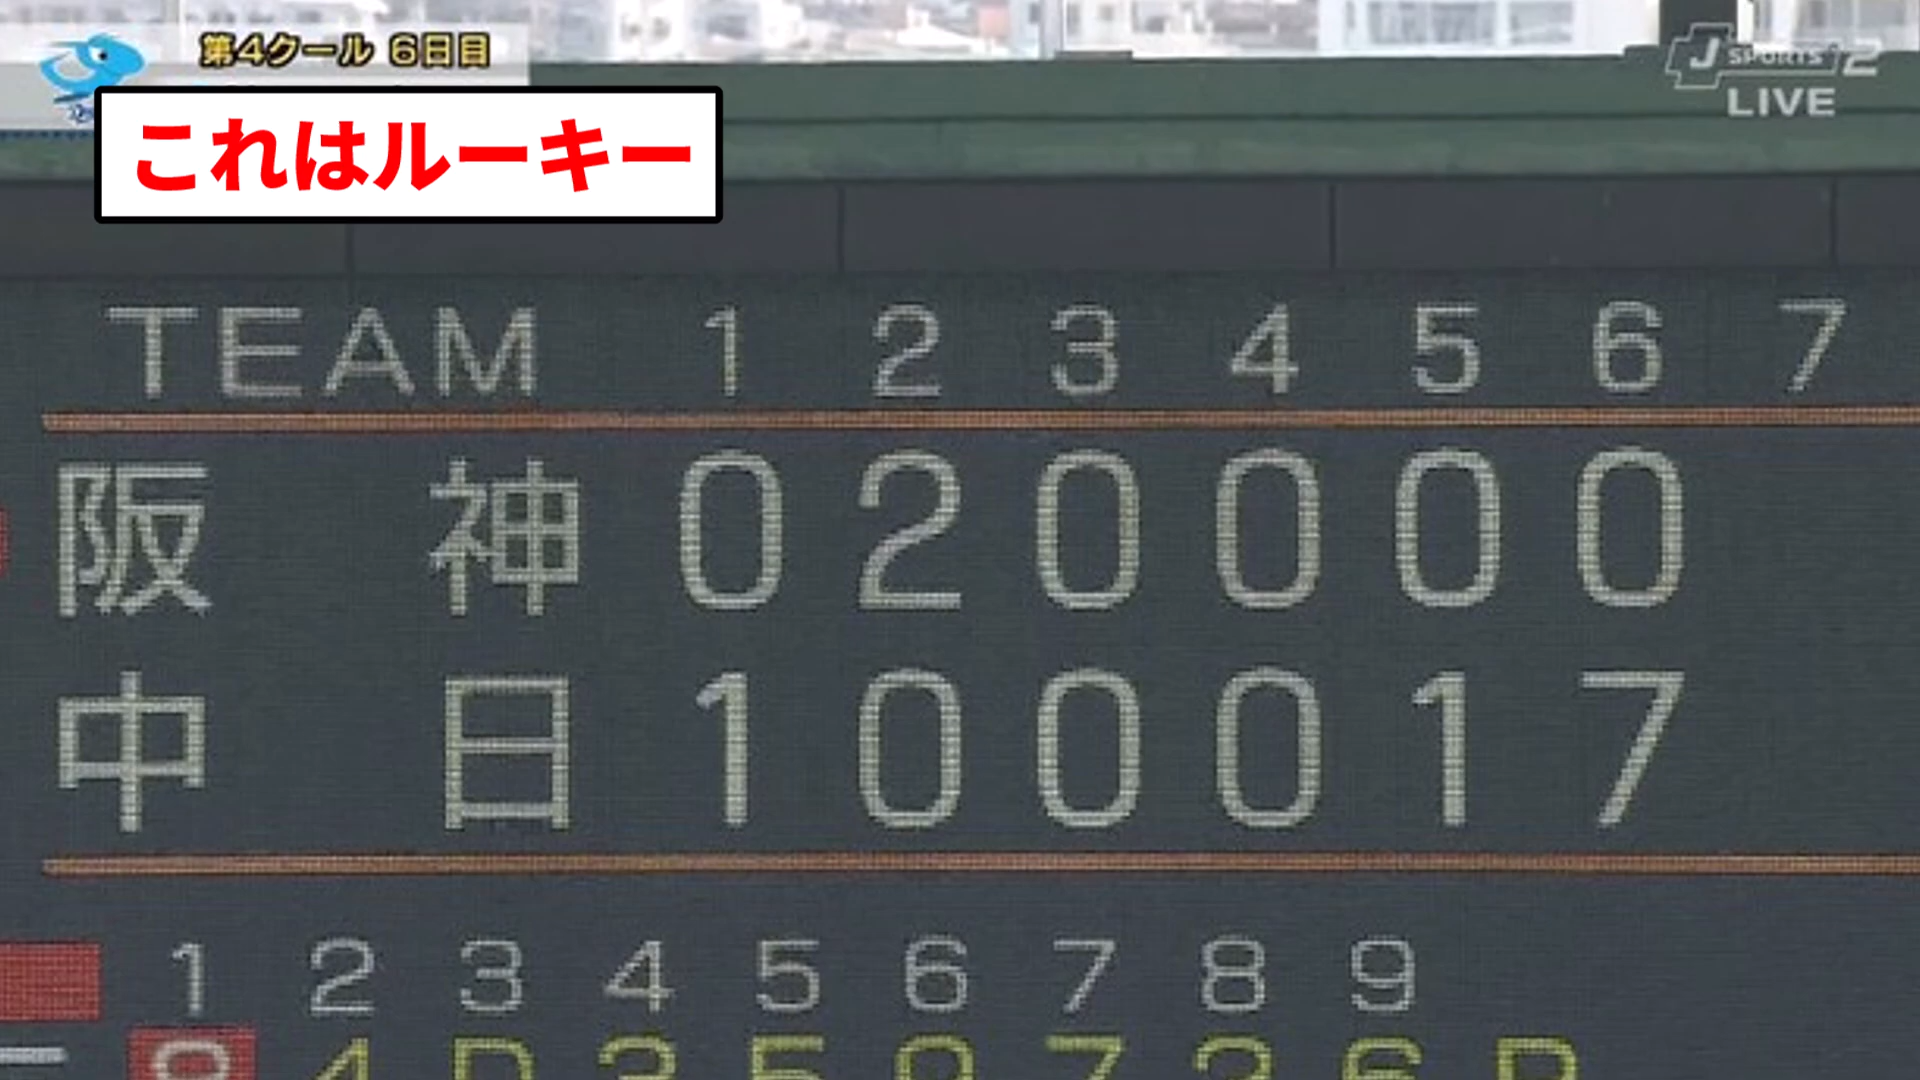 第4クール 6日目
J SPORTS 2
LIVE
これはルーキー
TEAM 1 2 3 4 5 6 7
阪神 0 2 0 0 0 0
中日 1 0 0 0 1 7
1 2 3 4 5 6 7 8 9